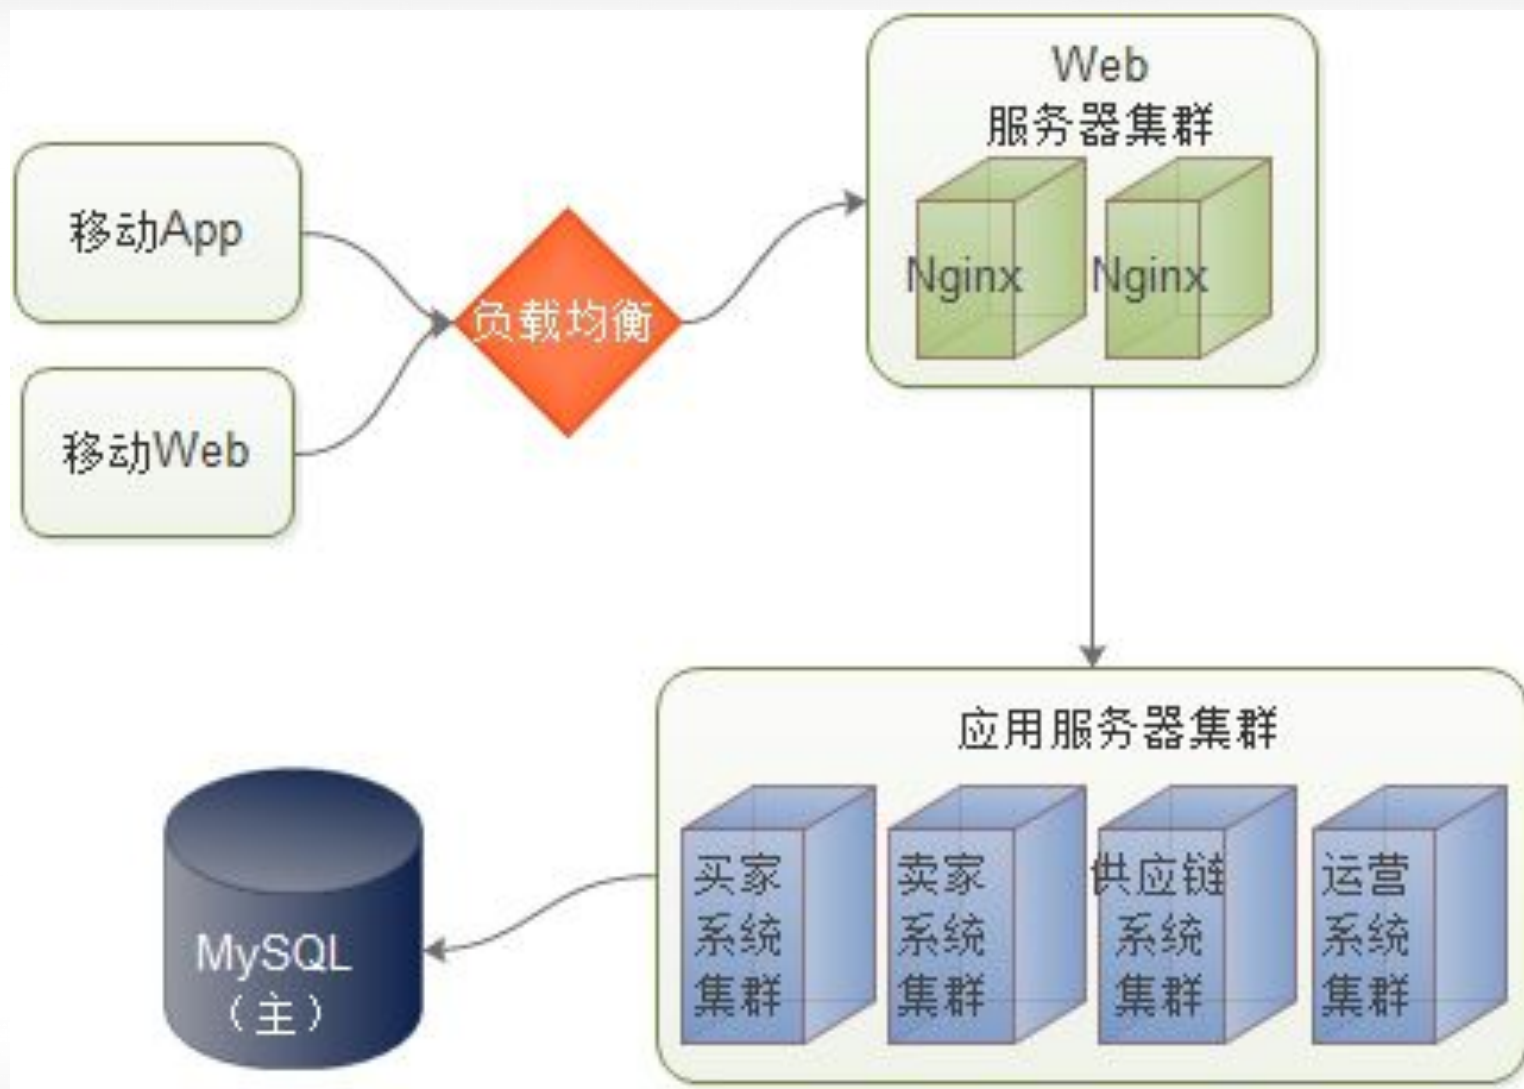 移动App
移动Web
负载均衡
Web
服务器集群
Nginx
Nginx
应用服务器集群
买家
系统
集群
卖家
系统
集群
供应链
系统
集群
运营
系统
集群
MySQL
（主）